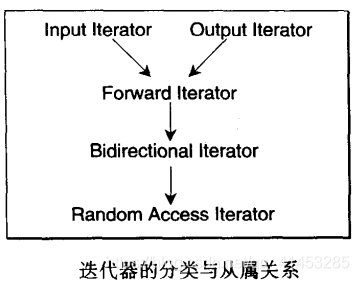 Input Iterator Output Iterator
Forward Iterator
Bidirectional Iterator
Random Access Iterator
迭代器的分类与从属关系